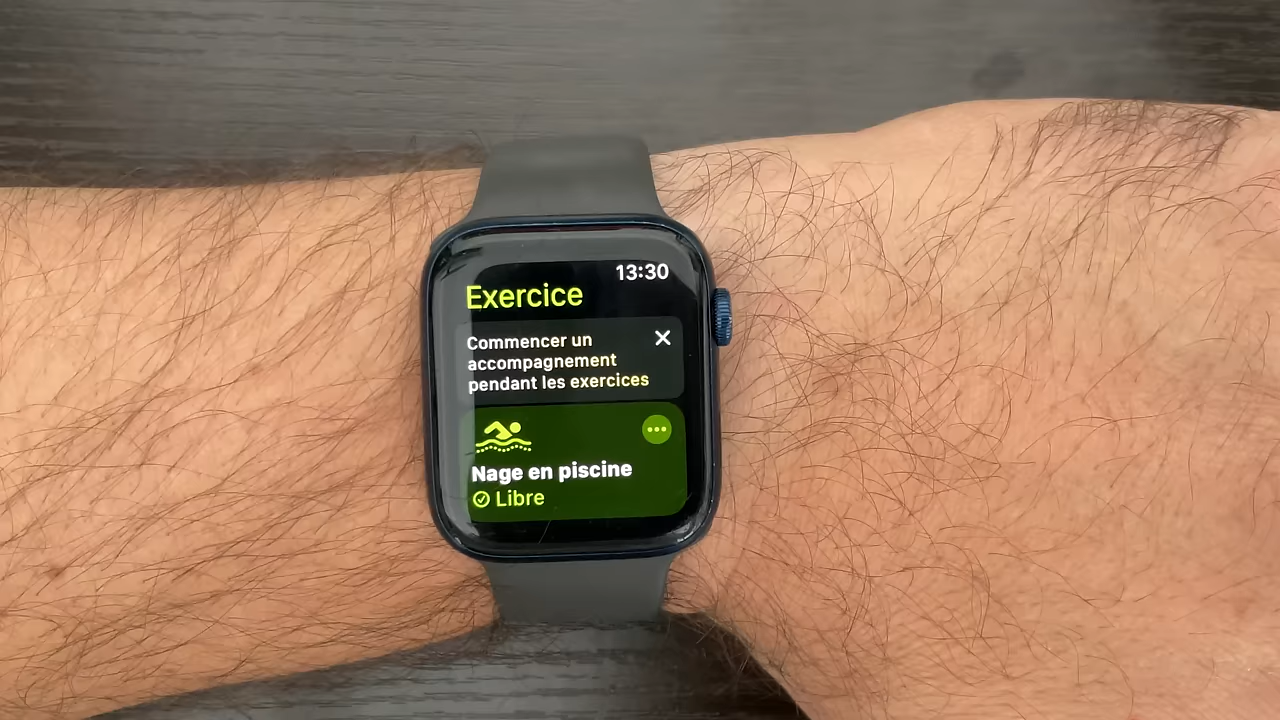 13:30
Exercice
Commencer un
accompagnement
pendant les exercices
Nage en piscine
Libre